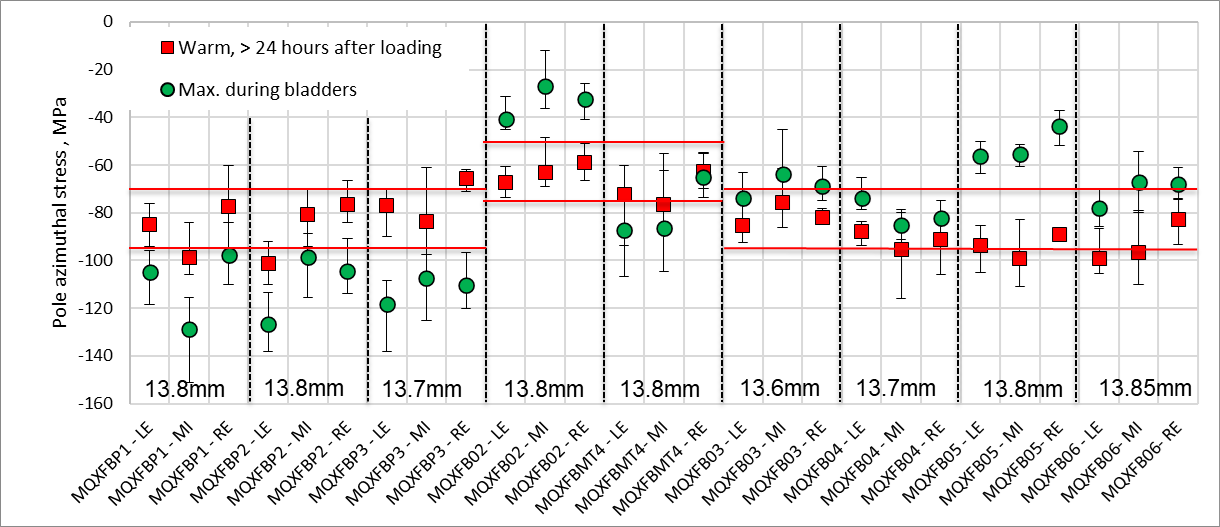 Pole azimuthal stress , MPa
0
-20
-40
-60
-80
-100
-120
-140
-160
Warm, > 24 hours after loading
Max. during bladders
13.8mm
13.8mm
13.7mm
13.8mm
13.8mm
13.6mm
13.7mm
13.8mm
13.85mm
MQXFBP1 - LE
MQXFBP1 - MI
MQXFBP1 - RE
MQXFBP2 - LE
MQXFBP2 - MI
MQXFBP2 - RE
MQXFBP3 - LE
MQXFBP3 - MI
MQXFBP3 - RE
MQXFB02 - LE
MQXFB02 - MI
MQXFB02 - RE
MQXFBMT4 - LE
MQXFBMT4 - MI
MQXFBMT4 - RE
MQXFB03 - LE
MQXFB03 - MI
MQXFB03 - RE
MQXFB04 - LE
MQXFB04 - MI
MQXFB04 - RE
MQXFB05 - LE
MQXFB05 - MI
MQXFB05-RE
MQXFB06 - LE
MQXFB06- MI
MQXFB06- RE